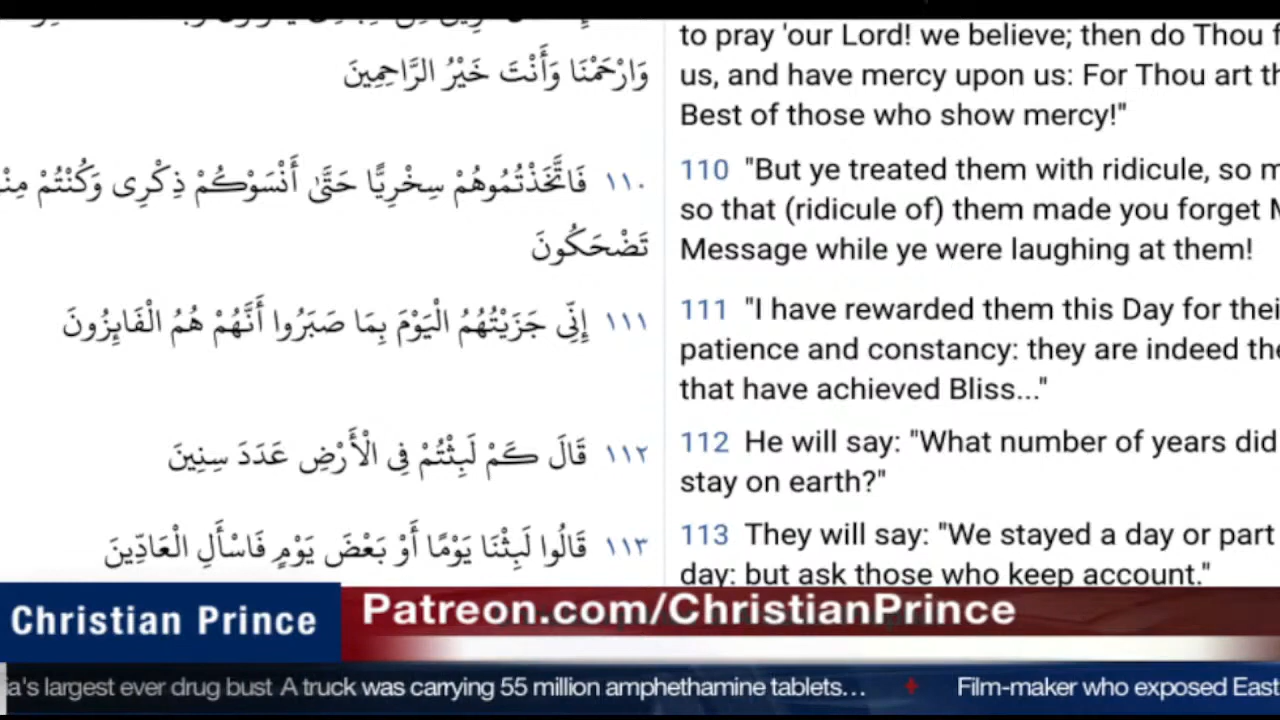 وَارْحَمْنَا وَأَنْتَ خَيْرُ الرَّاحِمِينَ
١١٠ فَاتَّخَذْتُمُوهُمْ سِخْرِيًّا حَتَّىٰ أَنْسَوْكُمْ ذِكْرِى وَكُنْتُمْ
تَضْحَكُونَ
١١١ إِنِّى جَزَيْتُهُمُ الْيَوْمَ بِمَا صَبَرُوا أَنَّهُمْ هُمُ الْفَايِٕزُونَ
١١٢ قَالَ كَمْ لَبِثْتُمْ فِى الْأَرْضِ عَدَدَ سِنِينَ
١١٣ قَالُوا لَبِثْنَا يَوْمًا أَوْ بَعْضَ يَوْمٍ فَاسْأَلِ الْعَادِّينَ
to pray 'our Lord! we believe; then do Thou f
us, and have mercy upon us: For Thou art th
Best of those who show mercy!"
110 "But ye treated them with ridicule, so m
so that (ridicule of) them made you forget M
Message while ye were laughing at them!
111 "I have rewarded them this Day for thei
patience and constancy: they are indeed the
that have achieved Bliss..."
112 He will say: "What number of years did
stay on earth?"
113 They will say: "We stayed a day or part
day: but ask those who keep account."
Christian Prince
Patreon.com/ChristianPrince
ia's largest ever drug bust A truck was carrying 55 million amphethamine tablets… Film-maker who exposed East